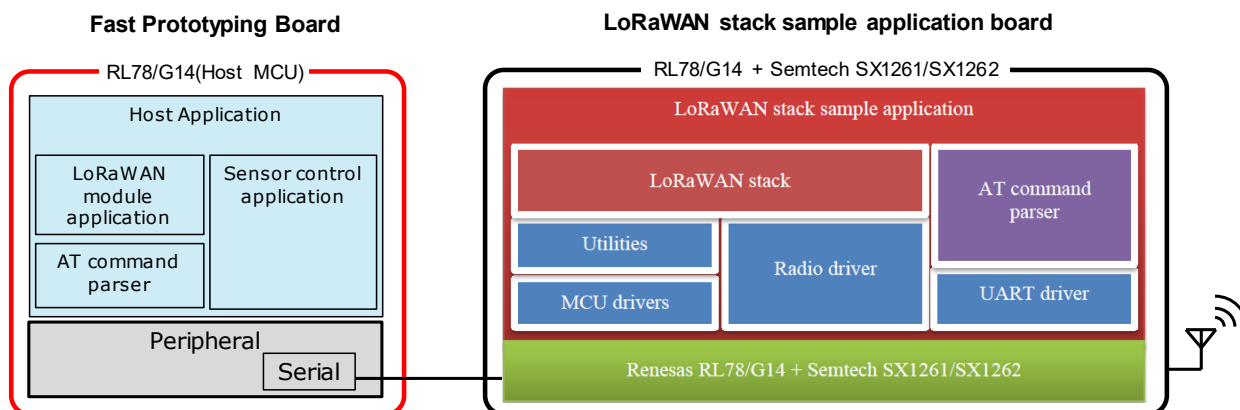 Fast Prototyping Board
RL78/G14(Host MCU)
Host Application
LoRaWAN
module
application
Sensor control
application
AT command
parser
Peripheral
Serial
LoRaWAN stack sample application board
RL78/G14 + Semtech SX1261/SX1262
LoRaWAN stack sample application
LoRaWAN stack
AT command
parser
Utilities
Radio driver
MCU drivers
UART driver
Renesas RL78/G14 + Semtech SX1261/SX1262